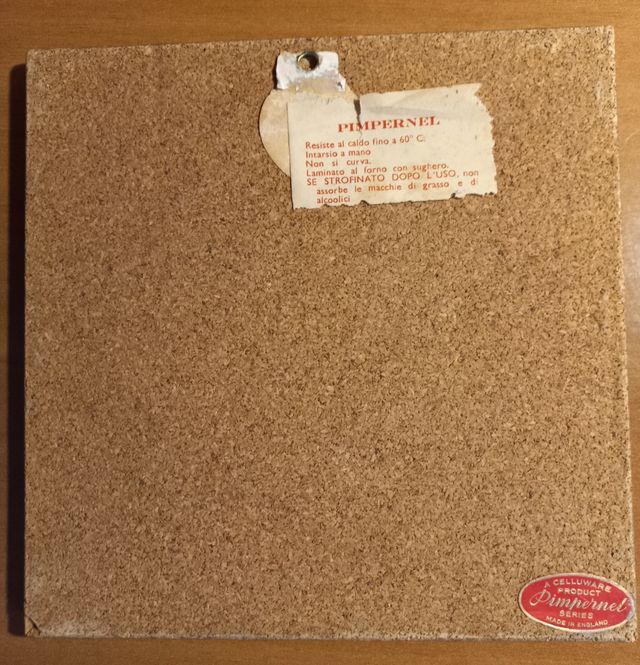 PIMPERNEL
Resiste al caldo fino a 60° C.
Intarsio a mano
Non si curva.
Laminato al forno con sughero.
SE STROFINATO DOPO L'USO, non
assorbe le macchie di grasso e di
alcoolici
A CELLUWARE
PRODUCT
Pimpernel
SERIES
MADE IN ENGLAND